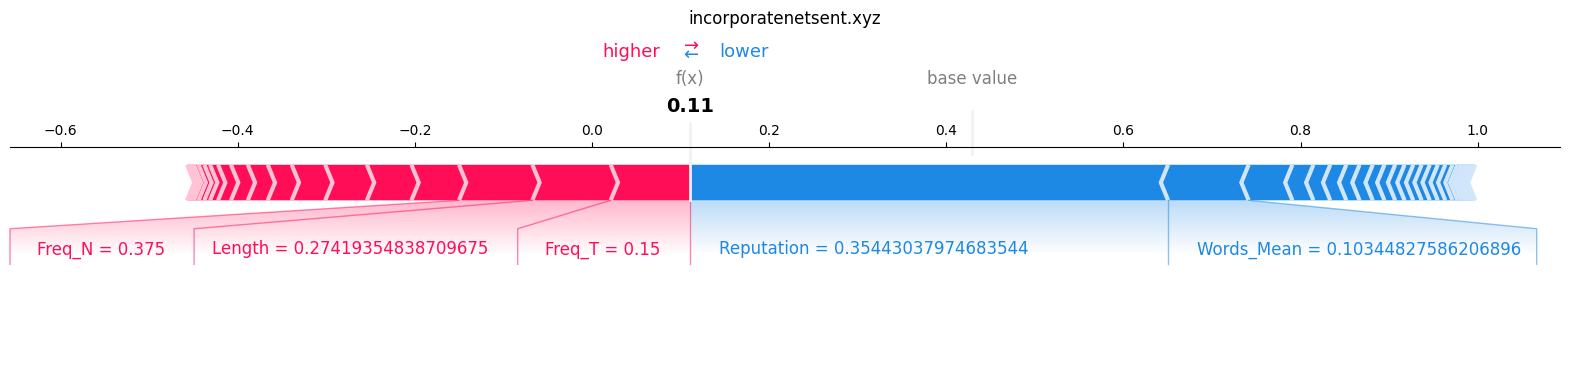 incorporatenetsent.xyz
higher ⇄ lower
f(x) base value
0.11
−0.6 −0.4 −0.2 0.0 0.2 0.4 0.6 0.8 1.0
Freq_N = 0.375 Length = 0.27419354838709675 Freq_T = 0.15 Reputation = 0.35443037974683544 Words_Mean = 0.10344827586206896